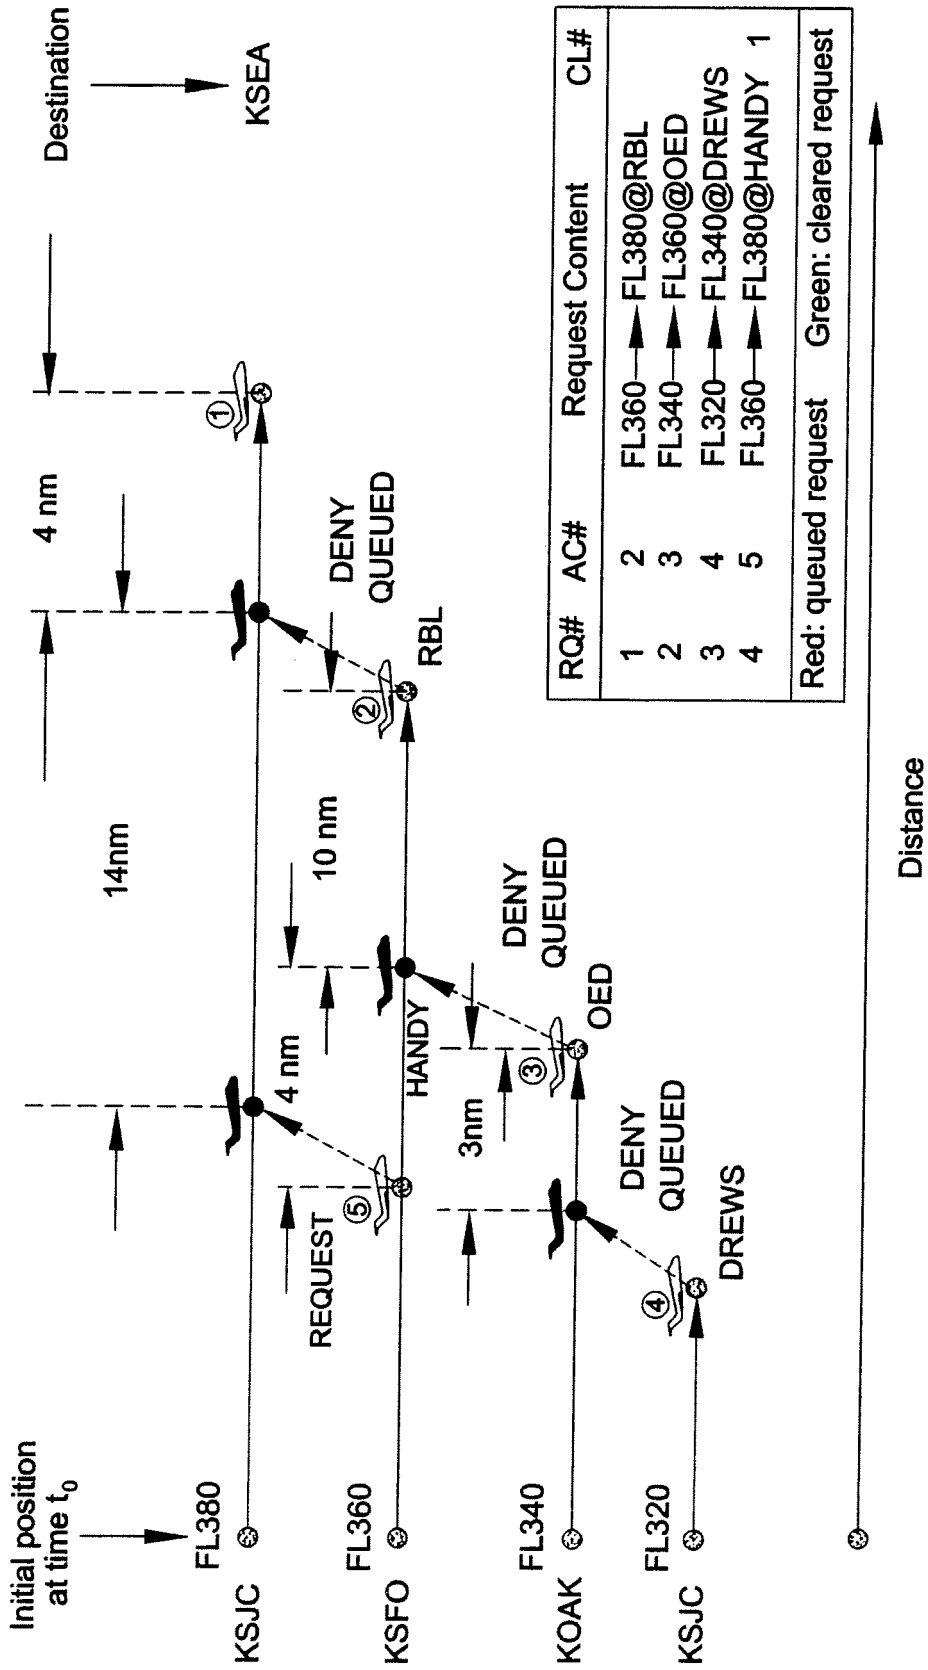 Initial position
at time t0
Destination
KSEA
4 nm
14nm
FL380
KSJC
1
DENY
QUEUED
10 nm
4 nm
REQUEST
FL360
KSFO
5
HANDY
2
RBL
DENY
QUEUED
3nm
FL340
KOAK
3
OED
DENY
QUEUED
FL320
KSJC
4
DREWS
Distance
RQ# AC# Request Content CL#
1 2 FL360 FL380@RBL
2 3 FL340 FL360@OED
3 4 FL320 FL340@DREWS
4 5 FL360 FL380@HANDY 1
Red: queued request Green: cleared request